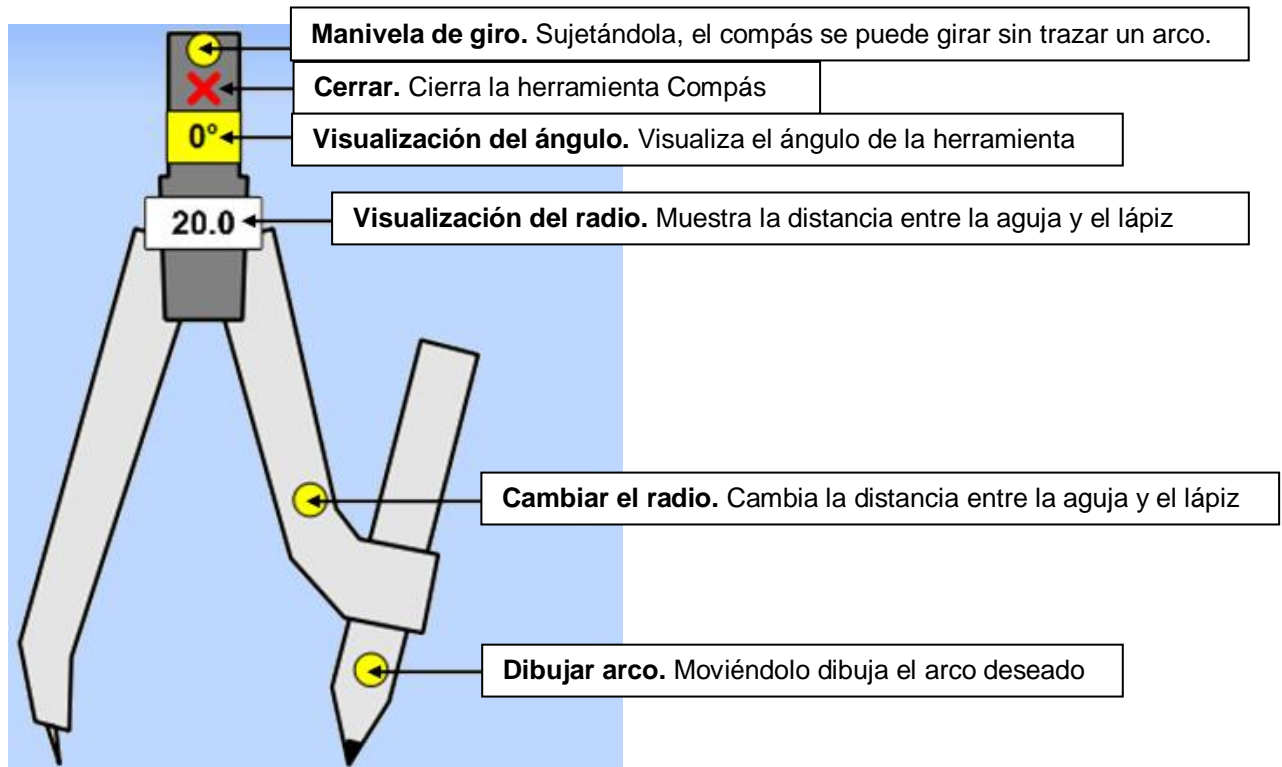 Manivela de giro. Sujetándola, el compás se puede girar sin trazar un arco.
Cerrar. Cierra la herramienta Compás
0°
Visualización del ángulo. Visualiza el ángulo de la herramienta
20.0
Visualización del radio. Muestra la distancia entre la aguja y el lápiz
Cambiar el radio. Cambia la distancia entre la aguja y el lápiz
Dibujar arco. Moviéndolo dibuja el arco deseado